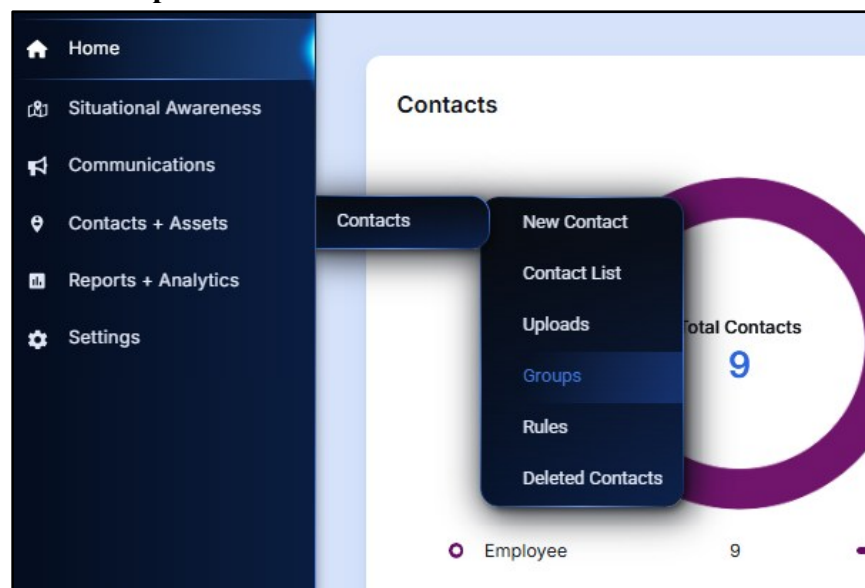 Home
Situational Awareness
Communications
Contacts + Assets
Reports + Analytics
Settings
Contacts
New Contact
Contact List
Uploads
Groups
Rules
Deleted Contacts
Contacts
Total Contacts
9
Employee 9